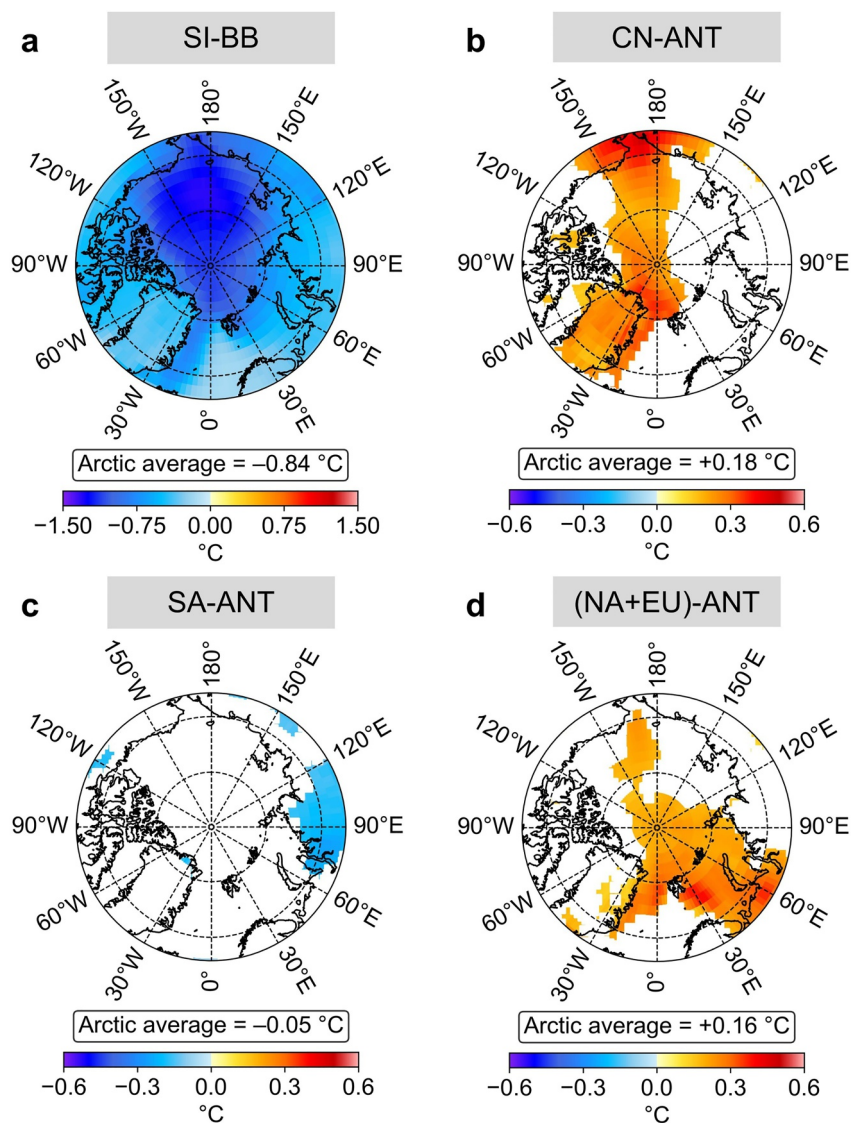 a SI-BB
180°
150°W 150°E
120°W 120°E
90°W 90°E
60°W 60°E
30°W 30°E
0°
Arctic average = –0.84 °C
−1.50 −0.75 0.00 0.75 1.50
°C
b CN-ANT
180°
150°W 150°E
120°W 120°E
90°W 90°E
60°W 60°E
30°W 30°E
0°
Arctic average = +0.18 °C
−0.6 −0.3 0.0 0.3 0.6
°C
c SA-ANT
180°
150°W 150°E
120°W 120°E
90°W 90°E
60°W 60°E
30°W 30°E
0°
Arctic average = –0.05 °C
−0.6 −0.3 0.0 0.3 0.6
°C
d (NA+EU)-ANT
180°
150°W 150°E
120°W 120°E
90°W 90°E
60°W 60°E
30°W 30°E
0°
Arctic average = +0.16 °C
−0.6 −0.3 0.0 0.3 0.6
°C